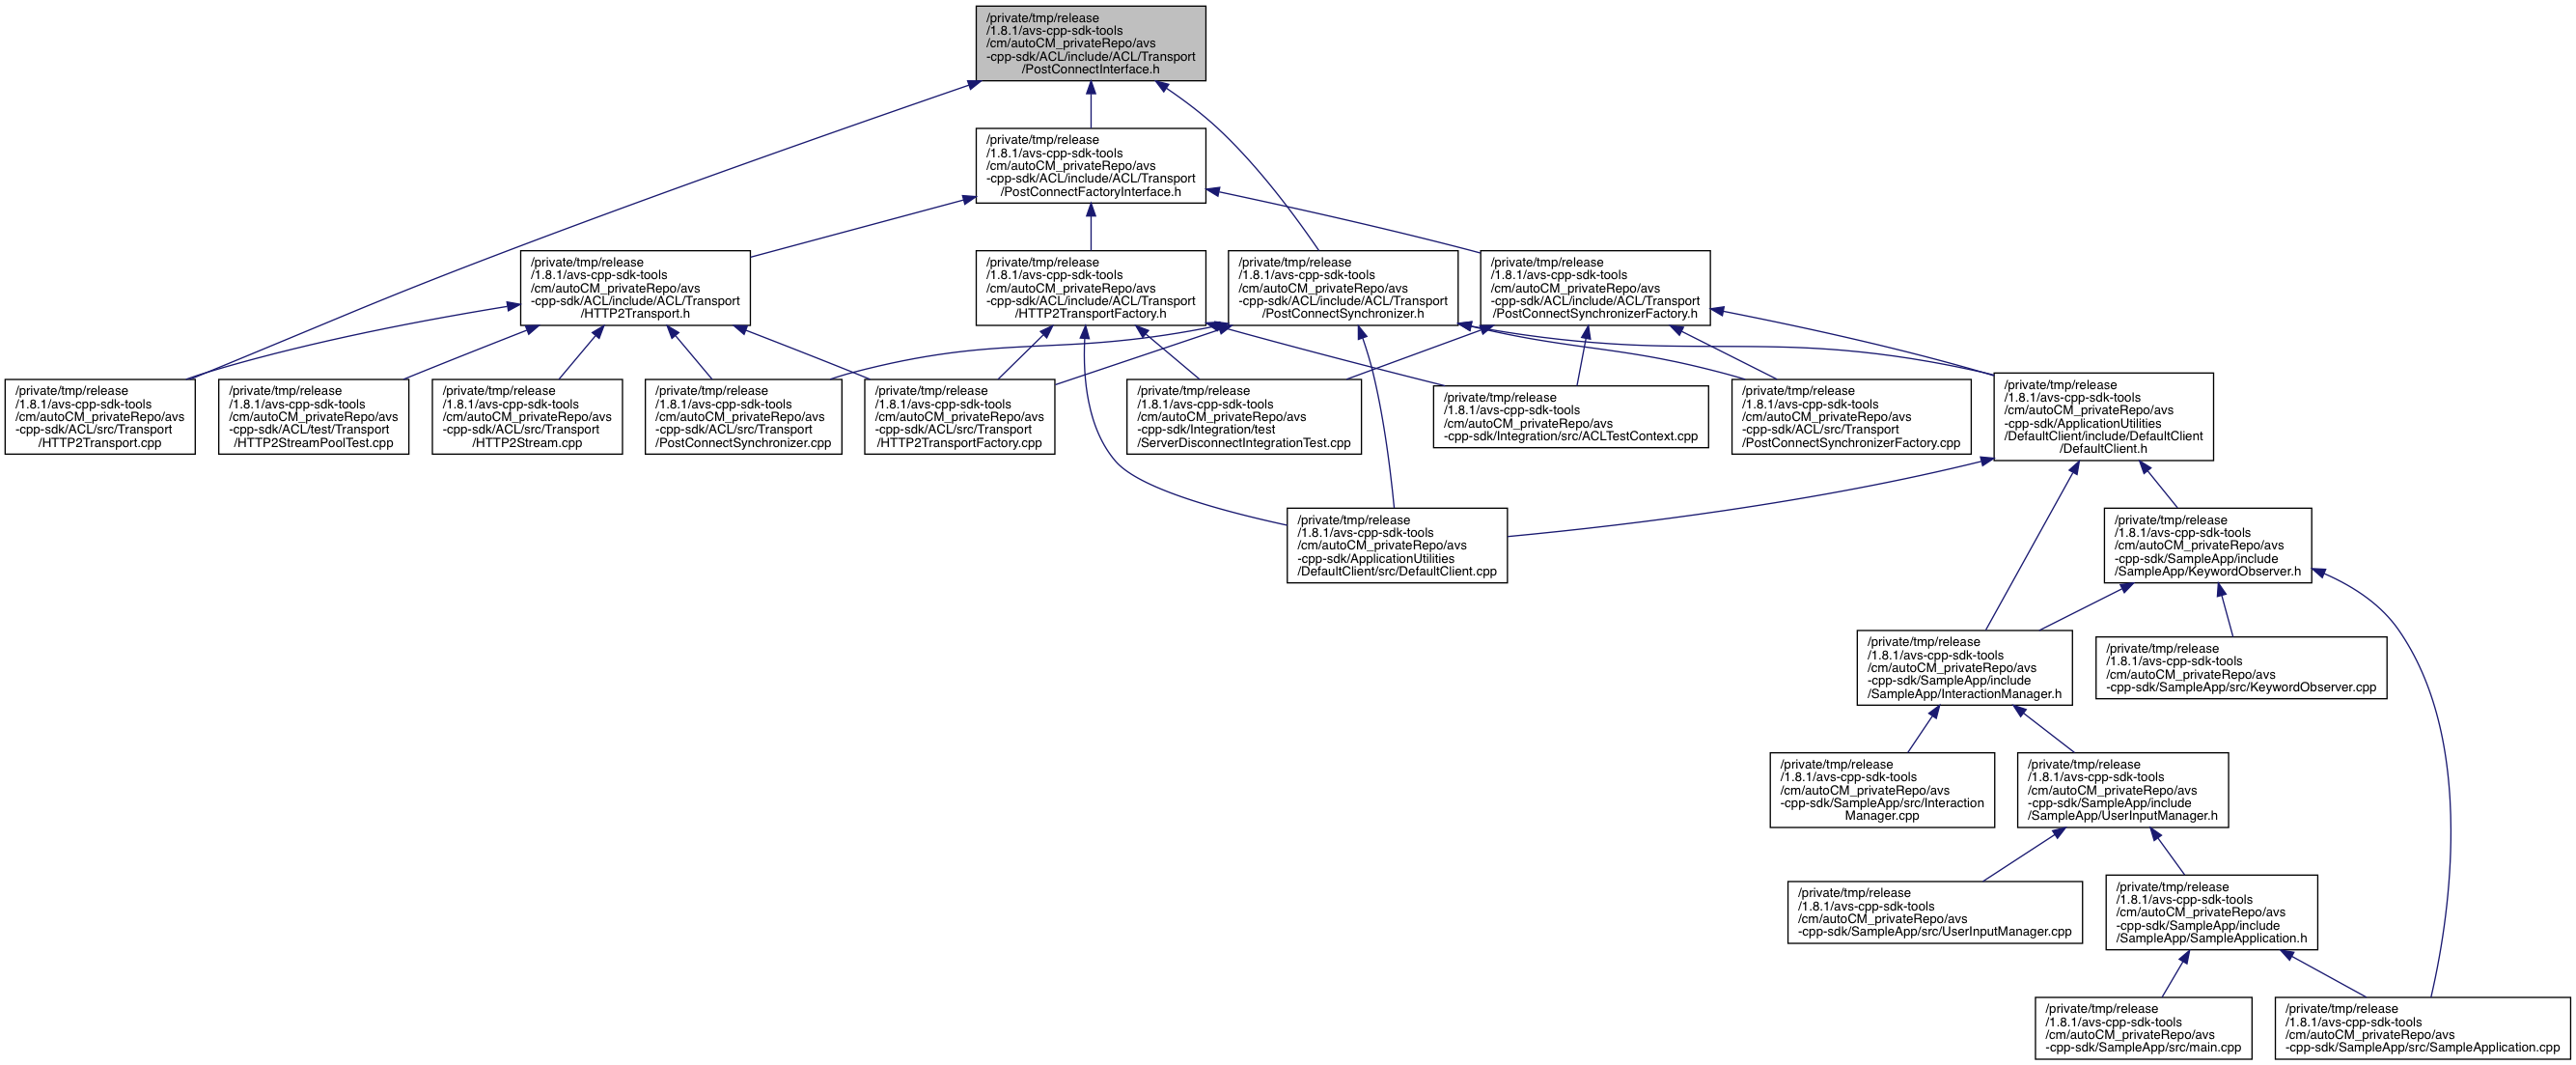 /private/tmp/release
/1.8.1/avs-cpp-sdk-tools
/cm/autoCM_privateRepo/avs
-cpp-sdk/ACL/include/ACL/Transport
/PostConnectInterface.h
/private/tmp/release
/1.8.1/avs-cpp-sdk-tools
/cm/autoCM_privateRepo/avs
-cpp-sdk/ACL/include/ACL/Transport
/PostConnectFactoryInterface.h
/private/tmp/release
/1.8.1/avs-cpp-sdk-tools
/cm/autoCM_privateRepo/avs
-cpp-sdk/ACL/include/ACL/Transport
/HTTP2Transport.h
/private/tmp/release
/1.8.1/avs-cpp-sdk-tools
/cm/autoCM_privateRepo/avs
-cpp-sdk/ACL/include/ACL/Transport
/HTTP2TransportFactory.h
/private/tmp/release
/1.8.1/avs-cpp-sdk-tools
/cm/autoCM_privateRepo/avs
-cpp-sdk/ACL/include/ACL/Transport
/PostConnectSynchronizer.h
/private/tmp/release
/1.8.1/avs-cpp-sdk-tools
/cm/autoCM_privateRepo/avs
-cpp-sdk/ACL/include/ACL/Transport
/PostConnectSynchronizerFactory.h
/private/tmp/release
/1.8.1/avs-cpp-sdk-tools
/cm/autoCM_privateRepo/avs
-cpp-sdk/ACL/src/Transport
/HTTP2Transport.cpp
/private/tmp/release
/1.8.1/avs-cpp-sdk-tools
/cm/autoCM_privateRepo/avs
-cpp-sdk/ACL/test/Transport
/HTTP2StreamPoolTest.cpp
/private/tmp/release
/1.8.1/avs-cpp-sdk-tools
/cm/autoCM_privateRepo/avs
-cpp-sdk/ACL/src/Transport
/HTTP2Stream.cpp
/private/tmp/release
/1.8.1/avs-cpp-sdk-tools
/cm/autoCM_privateRepo/avs
-cpp-sdk/ACL/src/Transport
/PostConnectSynchronizer.cpp
/private/tmp/release
/1.8.1/avs-cpp-sdk-tools
/cm/autoCM_privateRepo/avs
-cpp-sdk/ACL/src/Transport
/HTTP2TransportFactory.cpp
/private/tmp/release
/1.8.1/avs-cpp-sdk-tools
/cm/autoCM_privateRepo/avs
-cpp-sdk/Integration/test
/ServerDisconnectIntegrationTest.cpp
/private/tmp/release
/1.8.1/avs-cpp-sdk-tools
/cm/autoCM_privateRepo/avs
-cpp-sdk/Integration/src/ACLTestContext.cpp
/private/tmp/release
/1.8.1/avs-cpp-sdk-tools
/cm/autoCM_privateRepo/avs
-cpp-sdk/ACL/src/Transport
/PostConnectSynchronizerFactory.cpp
/private/tmp/release
/1.8.1/avs-cpp-sdk-tools
/cm/autoCM_privateRepo/avs
-cpp-sdk/ApplicationUtilities
/DefaultClient/include/DefaultClient
/DefaultClient.h
/private/tmp/release
/1.8.1/avs-cpp-sdk-tools
/cm/autoCM_privateRepo/avs
-cpp-sdk/ApplicationUtilities
/DefaultClient/src/DefaultClient.cpp
/private/tmp/release
/1.8.1/avs-cpp-sdk-tools
/cm/autoCM_privateRepo/avs
-cpp-sdk/SampleApp/include
/SampleApp/KeywordObserver.h
/private/tmp/release
/1.8.1/avs-cpp-sdk-tools
/cm/autoCM_privateRepo/avs
-cpp-sdk/SampleApp/include
/SampleApp/InteractionManager.h
/private/tmp/release
/1.8.1/avs-cpp-sdk-tools
/cm/autoCM_privateRepo/avs
-cpp-sdk/SampleApp/src/KeywordObserver.cpp
/private/tmp/release
/1.8.1/avs-cpp-sdk-tools
/cm/autoCM_privateRepo/avs
-cpp-sdk/SampleApp/src/Interaction
Manager.cpp
/private/tmp/release
/1.8.1/avs-cpp-sdk-tools
/cm/autoCM_privateRepo/avs
-cpp-sdk/SampleApp/include
/SampleApp/UserInputManager.h
/private/tmp/release
/1.8.1/avs-cpp-sdk-tools
/cm/autoCM_privateRepo/avs
-cpp-sdk/SampleApp/src/UserInputManager.cpp
/private/tmp/release
/1.8.1/avs-cpp-sdk-tools
/cm/autoCM_privateRepo/avs
-cpp-sdk/SampleApp/include
/SampleApp/SampleApplication.h
/private/tmp/release
/1.8.1/avs-cpp-sdk-tools
/cm/autoCM_privateRepo/avs
-cpp-sdk/SampleApp/src/main.cpp
/private/tmp/release
/1.8.1/avs-cpp-sdk-tools
/cm/autoCM_privateRepo/avs
-cpp-sdk/SampleApp/src/SampleApplication.cpp